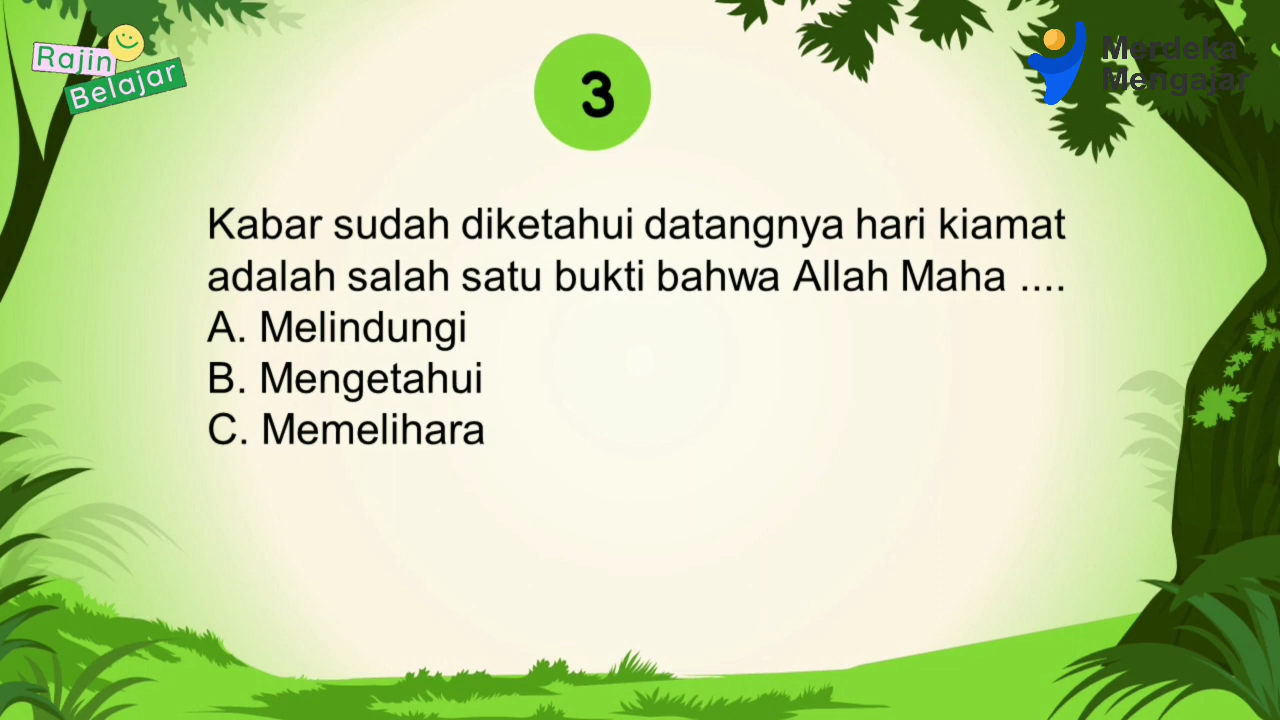 Rajin
Belajar
Merdeka
Mengajar
3
Kabar sudah diketahui datangnya hari kiamat
adalah salah satu bukti bahwa Allah Maha ....
A. Melindungi
B. Mengetahui
C. Memelihara